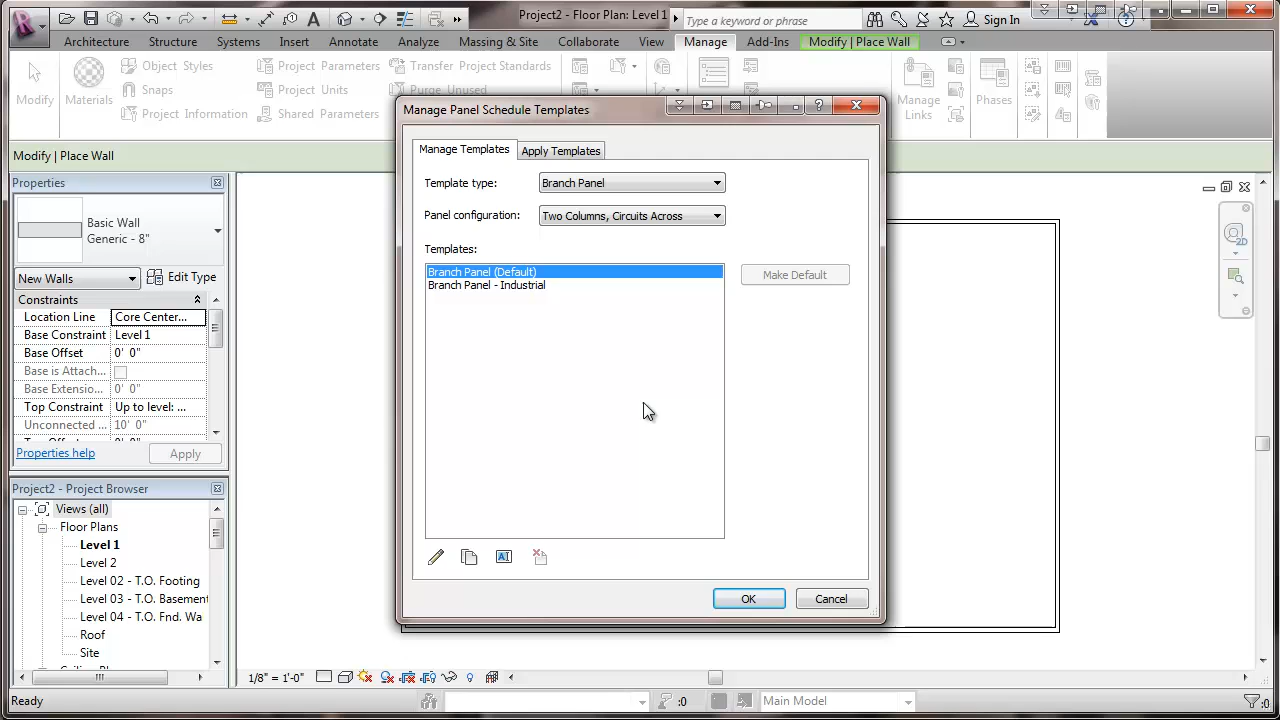 Project2 - Floor Plan: Level 1
Type a keyword or phrase
Sign In
Architecture
Structure
Systems
Insert
Annotate
Analyze
Massing & Site
Collaborate
View
Manage
Add-Ins
Modify | Place Wall
Modify
Materials
Object Styles
Snaps
Project Information
Project Parameters
Project Units
Shared Parameters
Transfer Project Standards
Purge Unused
Manage Links
Phases
Modify | Place Wall
Properties
Basic Wall
Generic - 8"
New Walls
Edit Type
Constraints
Location Line Core Center...
Base Constraint Level 1
Base Offset 0' 0"
Base is Attach...
Base Extensio... 0' 0"
Top Constraint Up to level: ...
Unconnected ... 10' 0"
Properties help
Apply
Project2 - Project Browser
Views (all)
Floor Plans
Level 1
Level 2
Level 02 - T.O. Footing
Level 03 - T.O. Basement
Level 04 - T.O. Fnd. Wa
Roof
Site
Manage Panel Schedule Templates
Manage Templates
Apply Templates
Template type: Branch Panel
Panel configuration: Two Columns, Circuits Across
Templates:
Branch Panel (Default)
Branch Panel - Industrial
Make Default
OK
Cancel
2D
1/8" = 1'-0"
Ready
:0
Main Model
:0